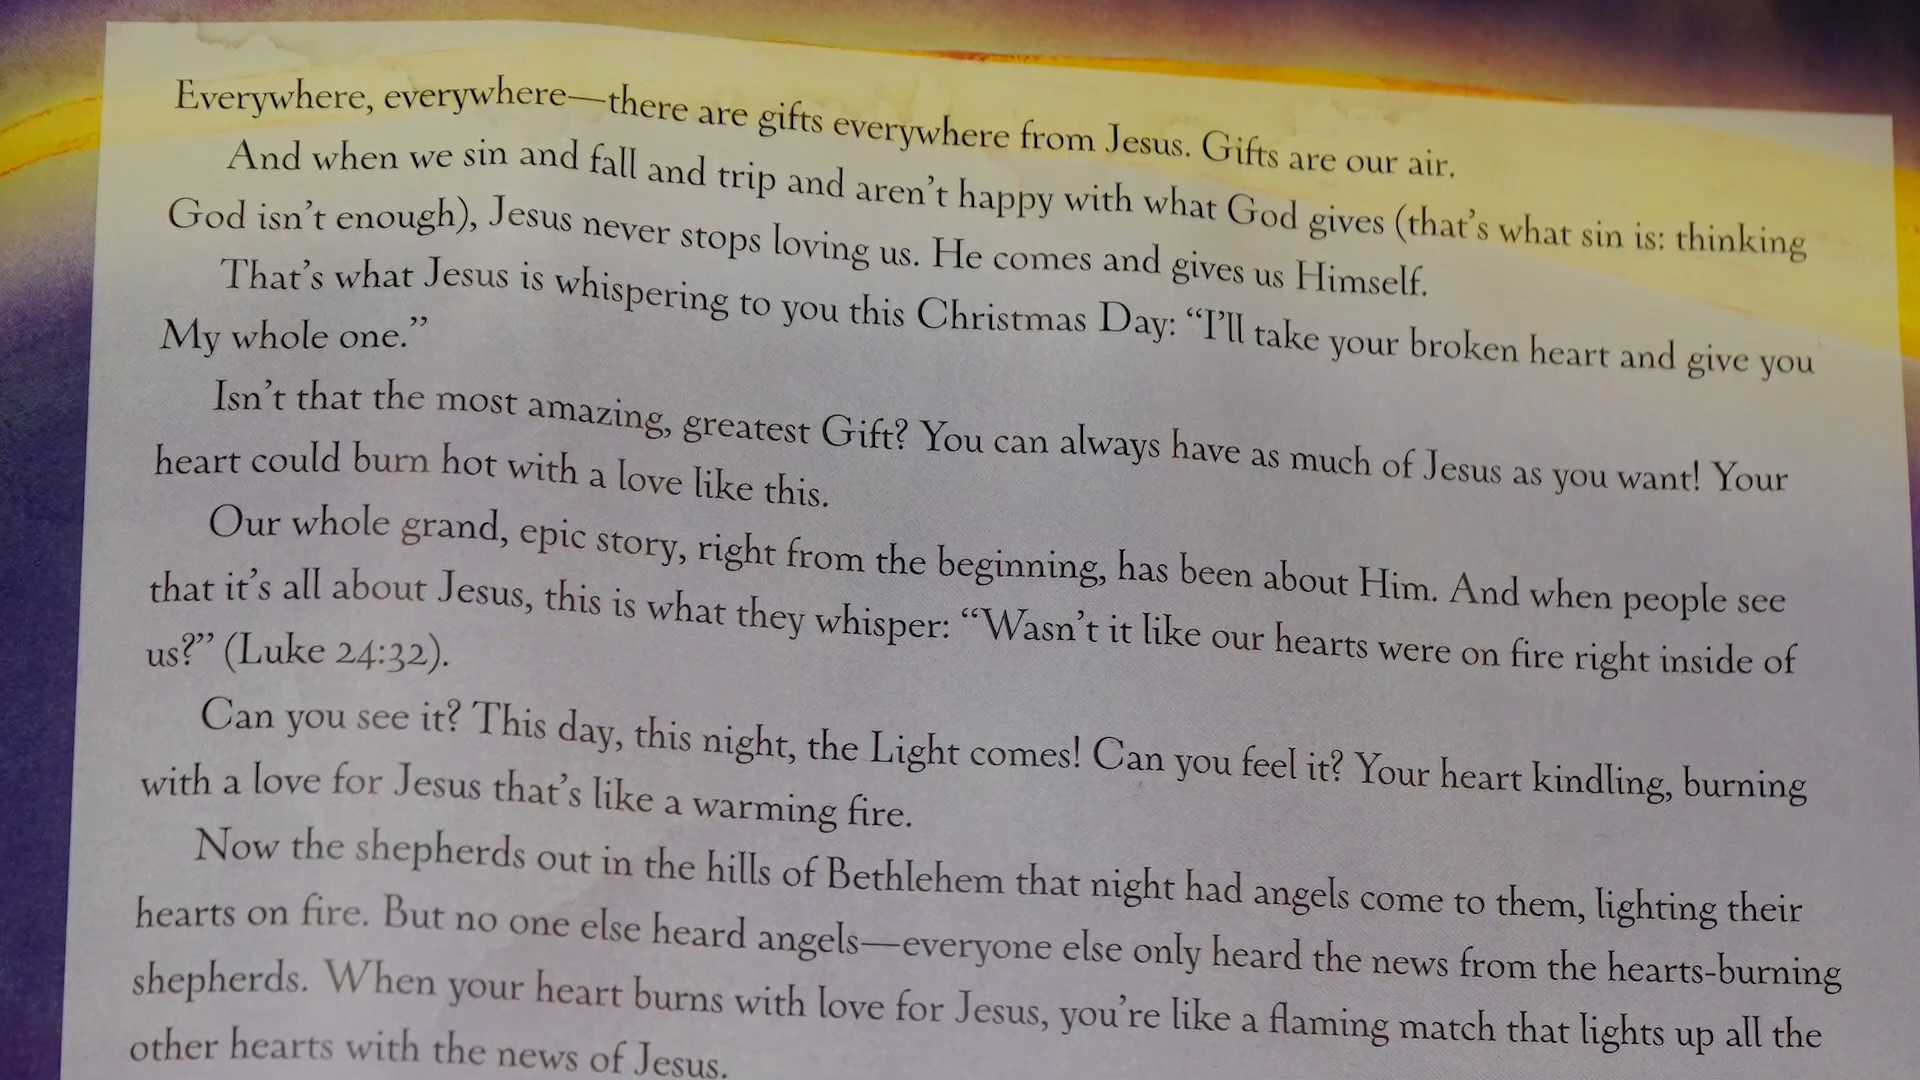 Everywhere, everywhere—there are gifts everywhere from Jesus. Gifts are our air.
And when we sin and fall and trip and aren't happy with what God gives (that's what sin is: thinking
God isn't enough), Jesus never stops loving us. He comes and gives us Himself.
That's what Jesus is whispering to you this Christmas Day: “I'll take your broken heart and give you
My whole one.”
Isn't that the most amazing, greatest Gift? You can always have as much of Jesus as you want! Your
heart could burn hot with a love like this.
Our whole grand, epic story, right from the beginning, has been about Him. And when people see
that it's all about Jesus, this is what they whisper: “Wasn't it like our hearts were on fire right inside of
us?” (Luke 24:32).
Can you see it? This day, this night, the Light comes! Can you feel it? Your heart kindling, burning
with a love for Jesus that's like a warming fire.
Now the shepherds out in the hills of Bethlehem that night had angels come to them, lighting their
hearts on fire. But no one else heard angels—everyone else only heard the news from the hearts-burning
shepherds. When your heart burns with love for Jesus, you're like a flaming match that lights up all the
other hearts with the news of Jesus.